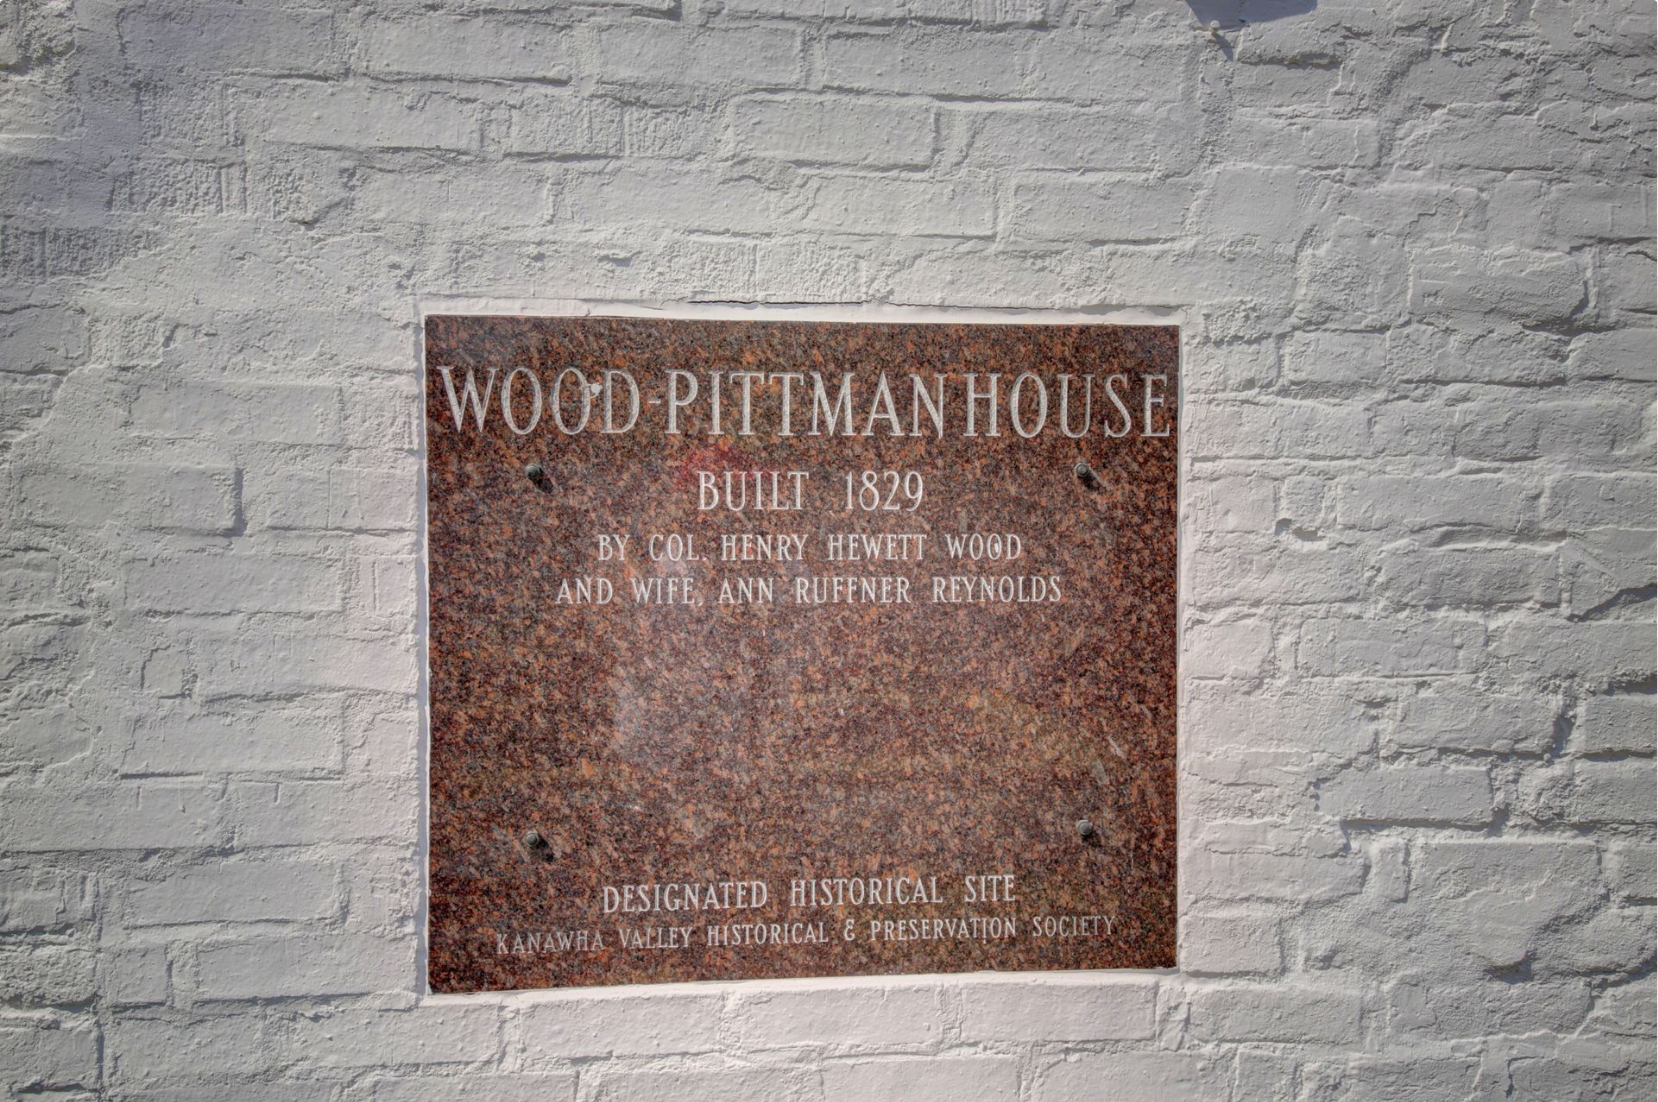 WOOD-PITTMAN HOUSE
BUILT 1829
BY COL. HENRY HEWETT WOOD
AND WIFE, ANN RUFFNER REYNOLDS
DESIGNATED HISTORICAL SITE
KANAWHA VALLEY HISTORICAL & PRESERVATION SOCIETY